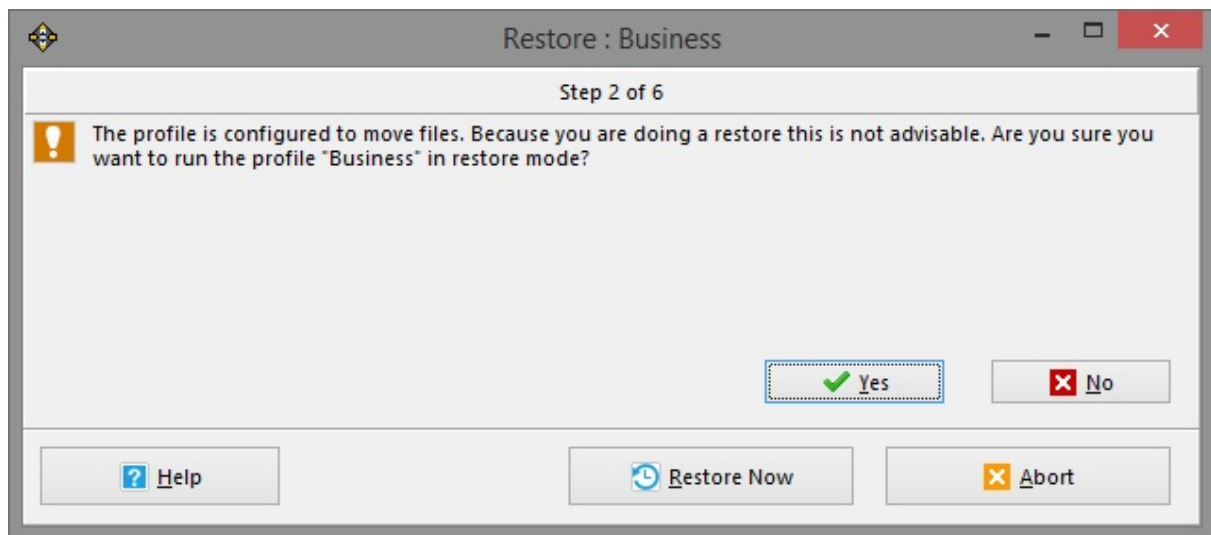 Restore : Business
Step 2 of 6
The profile is configured to move files. Because you are doing a restore this is not advisable. Are you sure you
want to run the profile "Business" in restore mode?
Yes
No
Help
Restore Now
Abort